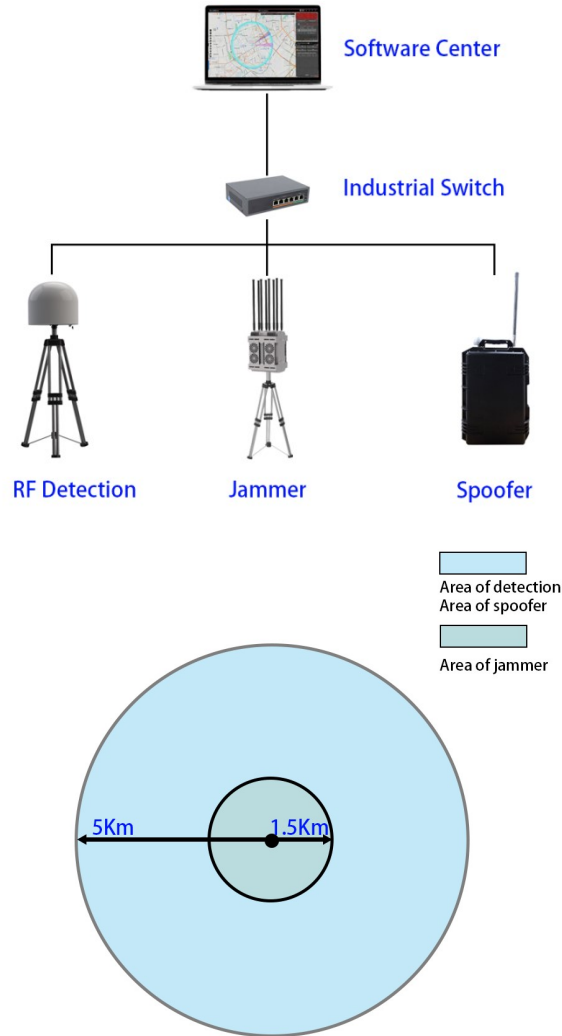 Software Center
Industrial Switch
RF Detection
Jammer
Spoofer
Area of detection
Area of spoofer
Area of jammer
5Km
1.5Km